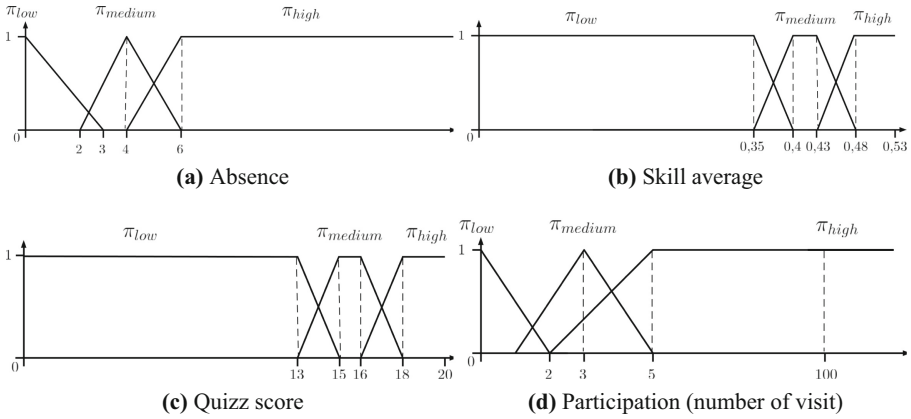 π_low π_medium π_high
1
0 2 3 4 6
(a) Absence
π_low π_medium π_high
1
0 0,35 0,4 0,43 0,48 0,53
(b) Skill average
π_low π_medium π_high
1
0 13 15 16 18 20
(c) Quizz score
π_low π_medium π_high
1
0 2 3 5 100
(d) Participation (number of visit)